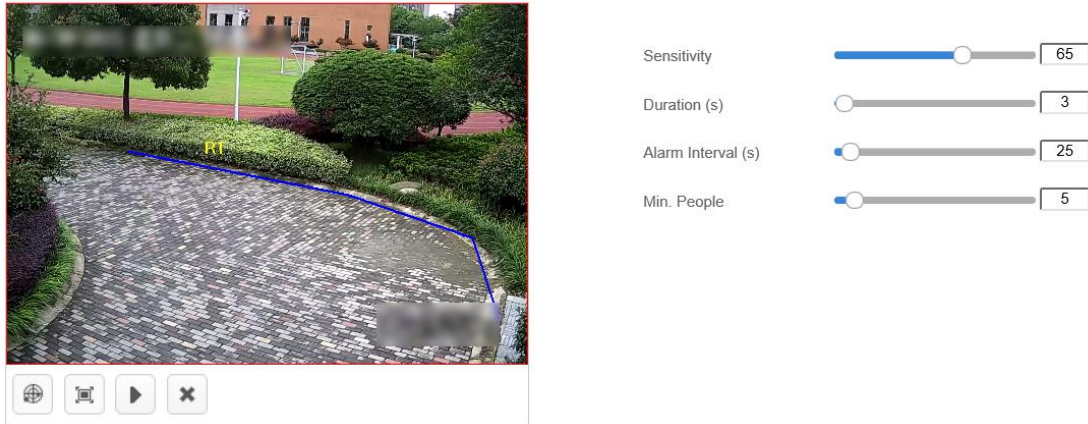 R1
Sensitivity 65
Duration (s) 3
Alarm Interval (s) 25
Min. People 5